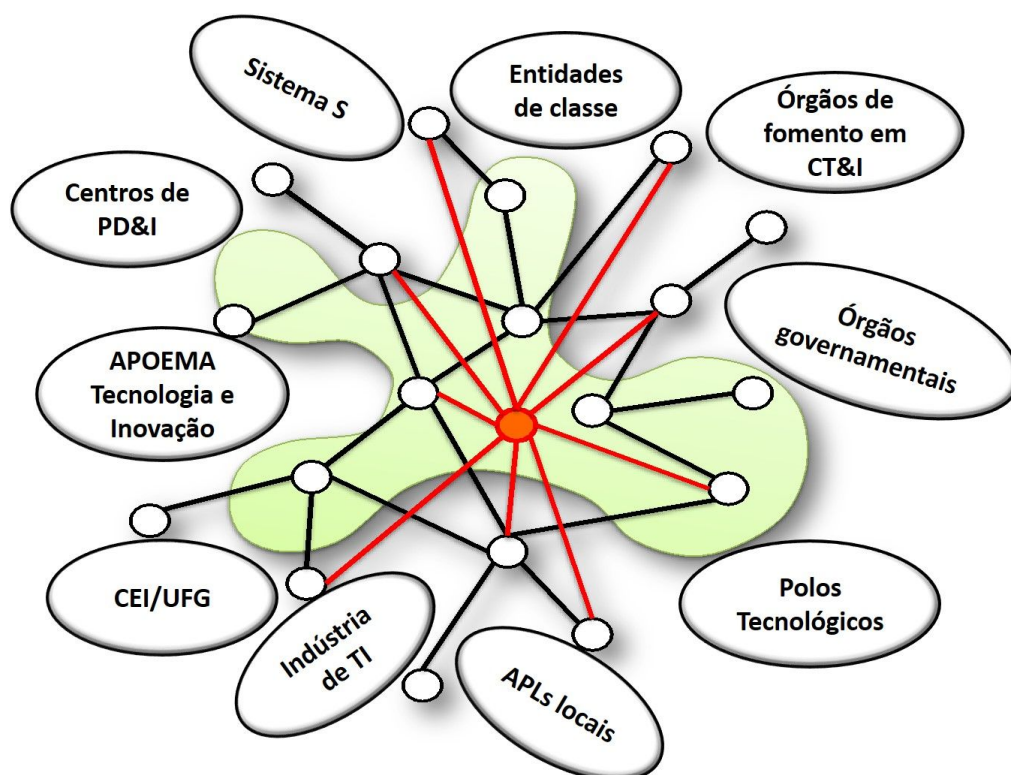 Sistema S
Entidades
de classe
Órgãos de
fomento em
CT&I
Centros de
PD&I
Órgãos
governamentais
APOEMA
Tecnologia e
Inovação
CEI/UFG
Indústria
de TI
APLs locais
Polos
Tecnológicos